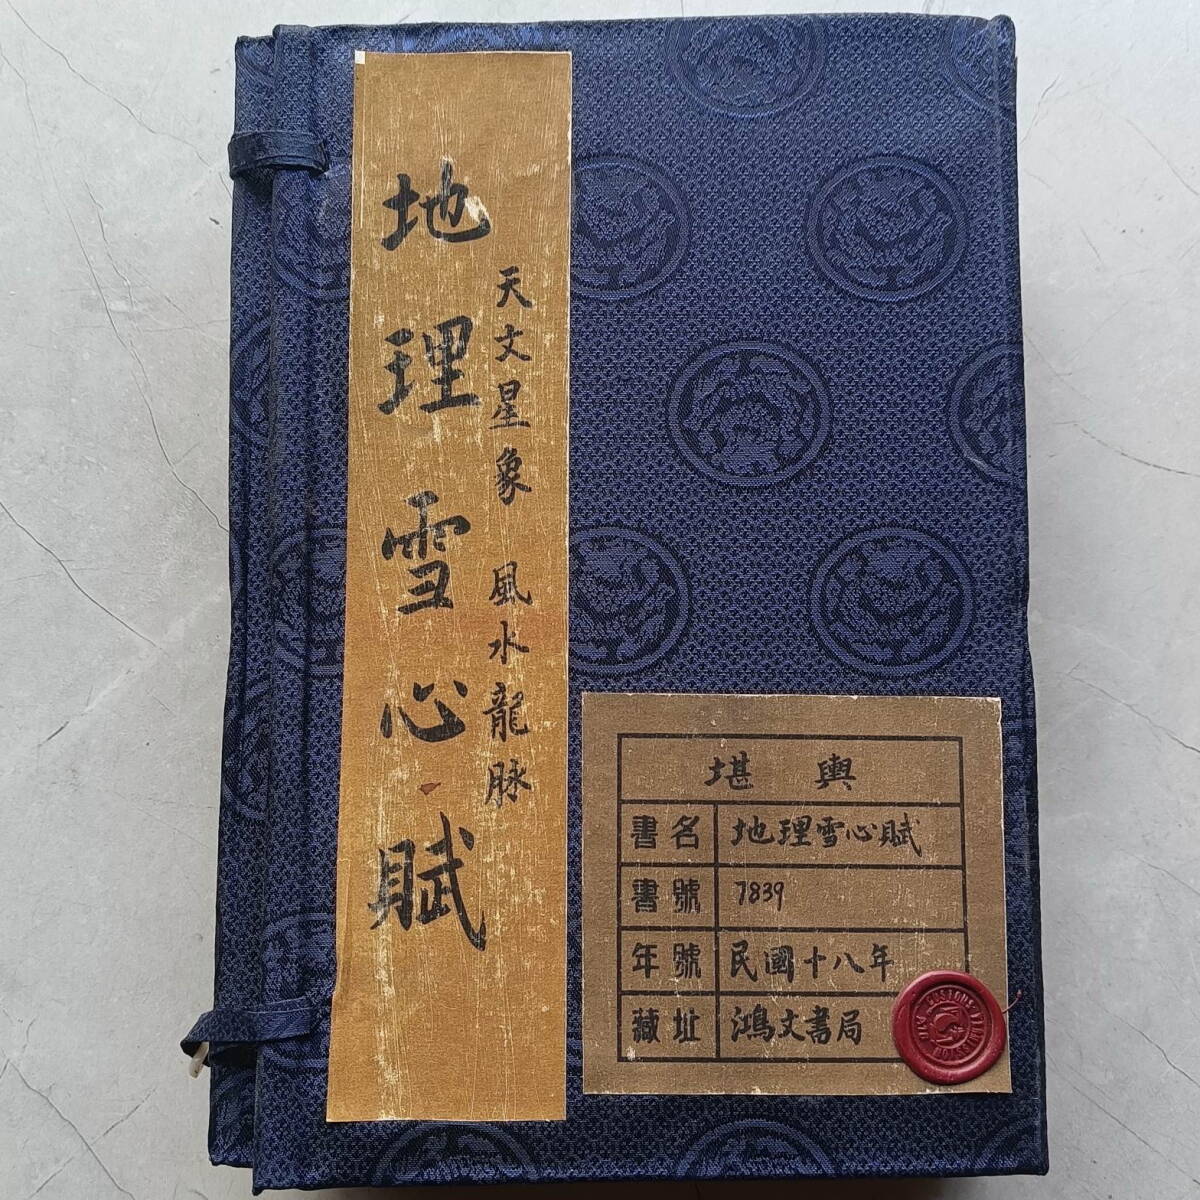 地理雪心賦
天文星象 風水龍脉
堪輿
書名 地理雪心賦
書號 7839
年號 民國十八年
藏址 鴻文書局